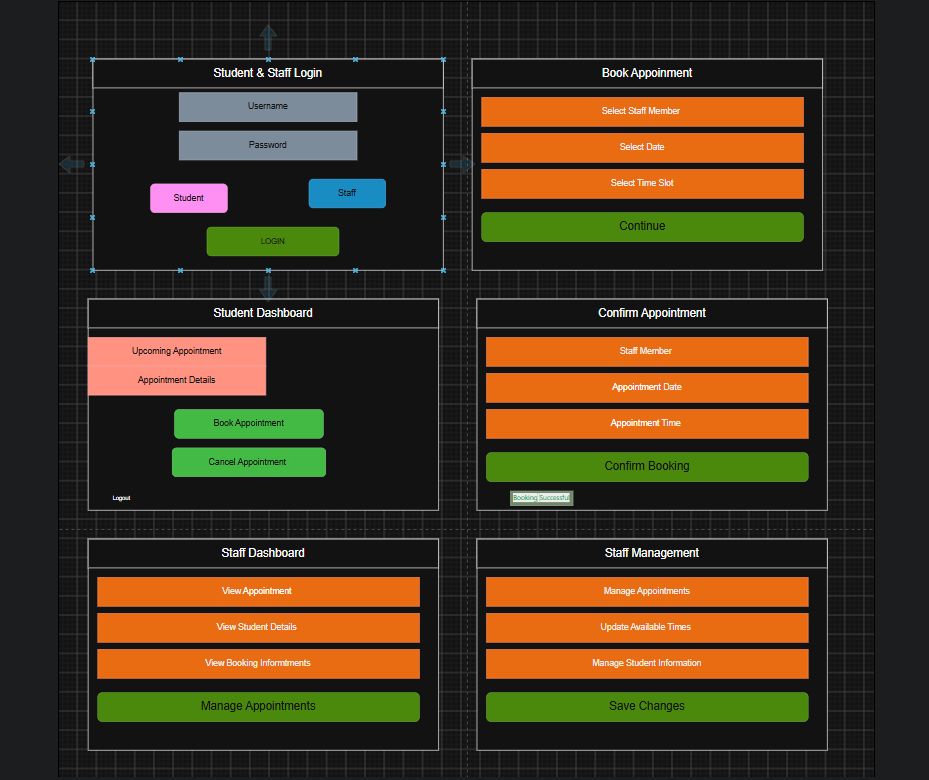 Student & Staff Login
Username
Password
Student
Staff
LOGIN
Book Appoinment
Select Staff Member
Select Date
Select Time Slot
Continue
Student Dashboard
Upcoming Appointment
Appointment Details
Book Appointment
Cancel Appointment
Logout
Confirm Appointment
Staff Member
Appointment Date
Appointment Time
Confirm Booking
Booking Successful
Staff Dashboard
View Appointment
View Student Details
View Booking Informtments
Manage Appointments
Staff Management
Manage Appointments
Update Available Times
Manage Student Information
Save Changes